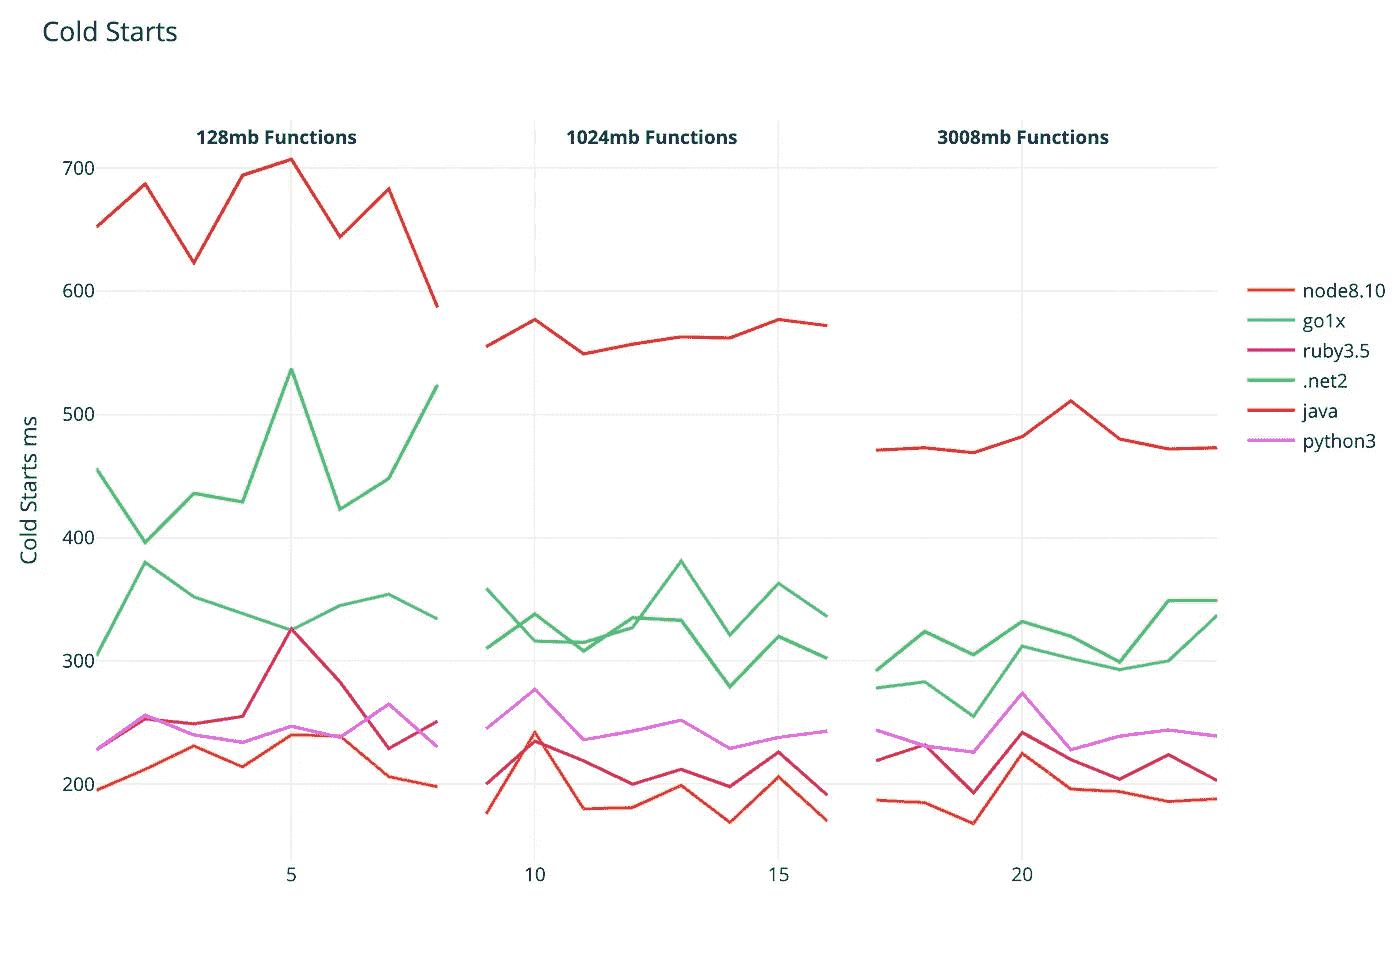 Cold Starts
128mb Functions
1024mb Functions
3008mb Functions
700
600
500
400
300
200
Cold Starts ms
5
10
15
20
node8.10
go1x
ruby3.5
.net2
java
python3